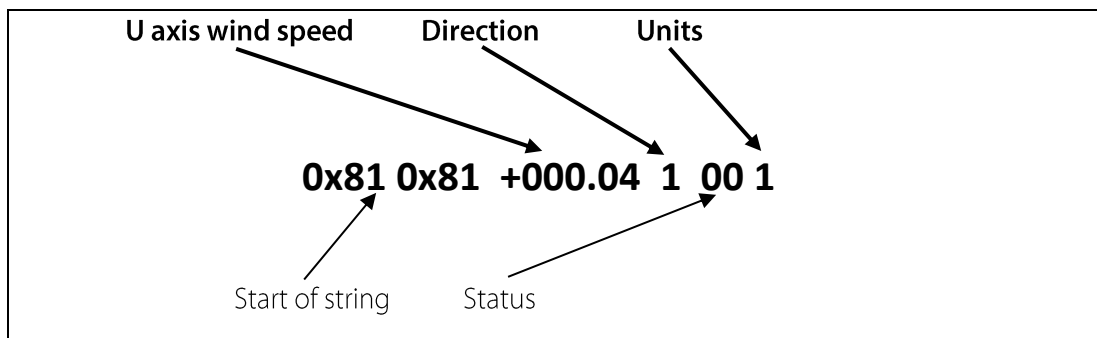 U axis wind speed Direction Units
0x81 0x81 +000.04 1 00 1
Start of string Status